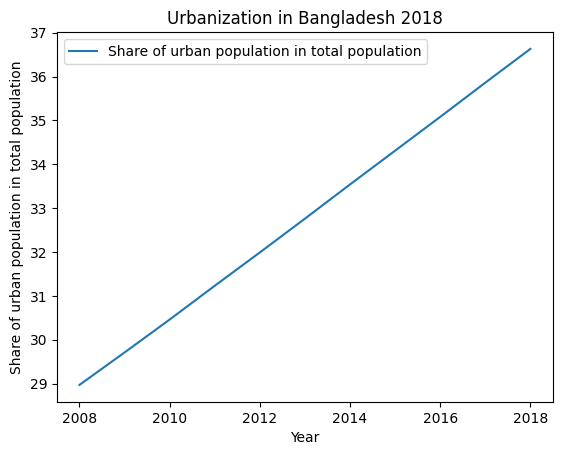 Urbanization in Bangladesh 2018
Share of urban population in total population
Share of urban population in total population
37
36
35
34
33
32
31
30
29
2008 2010 2012 2014 2016 2018
Year